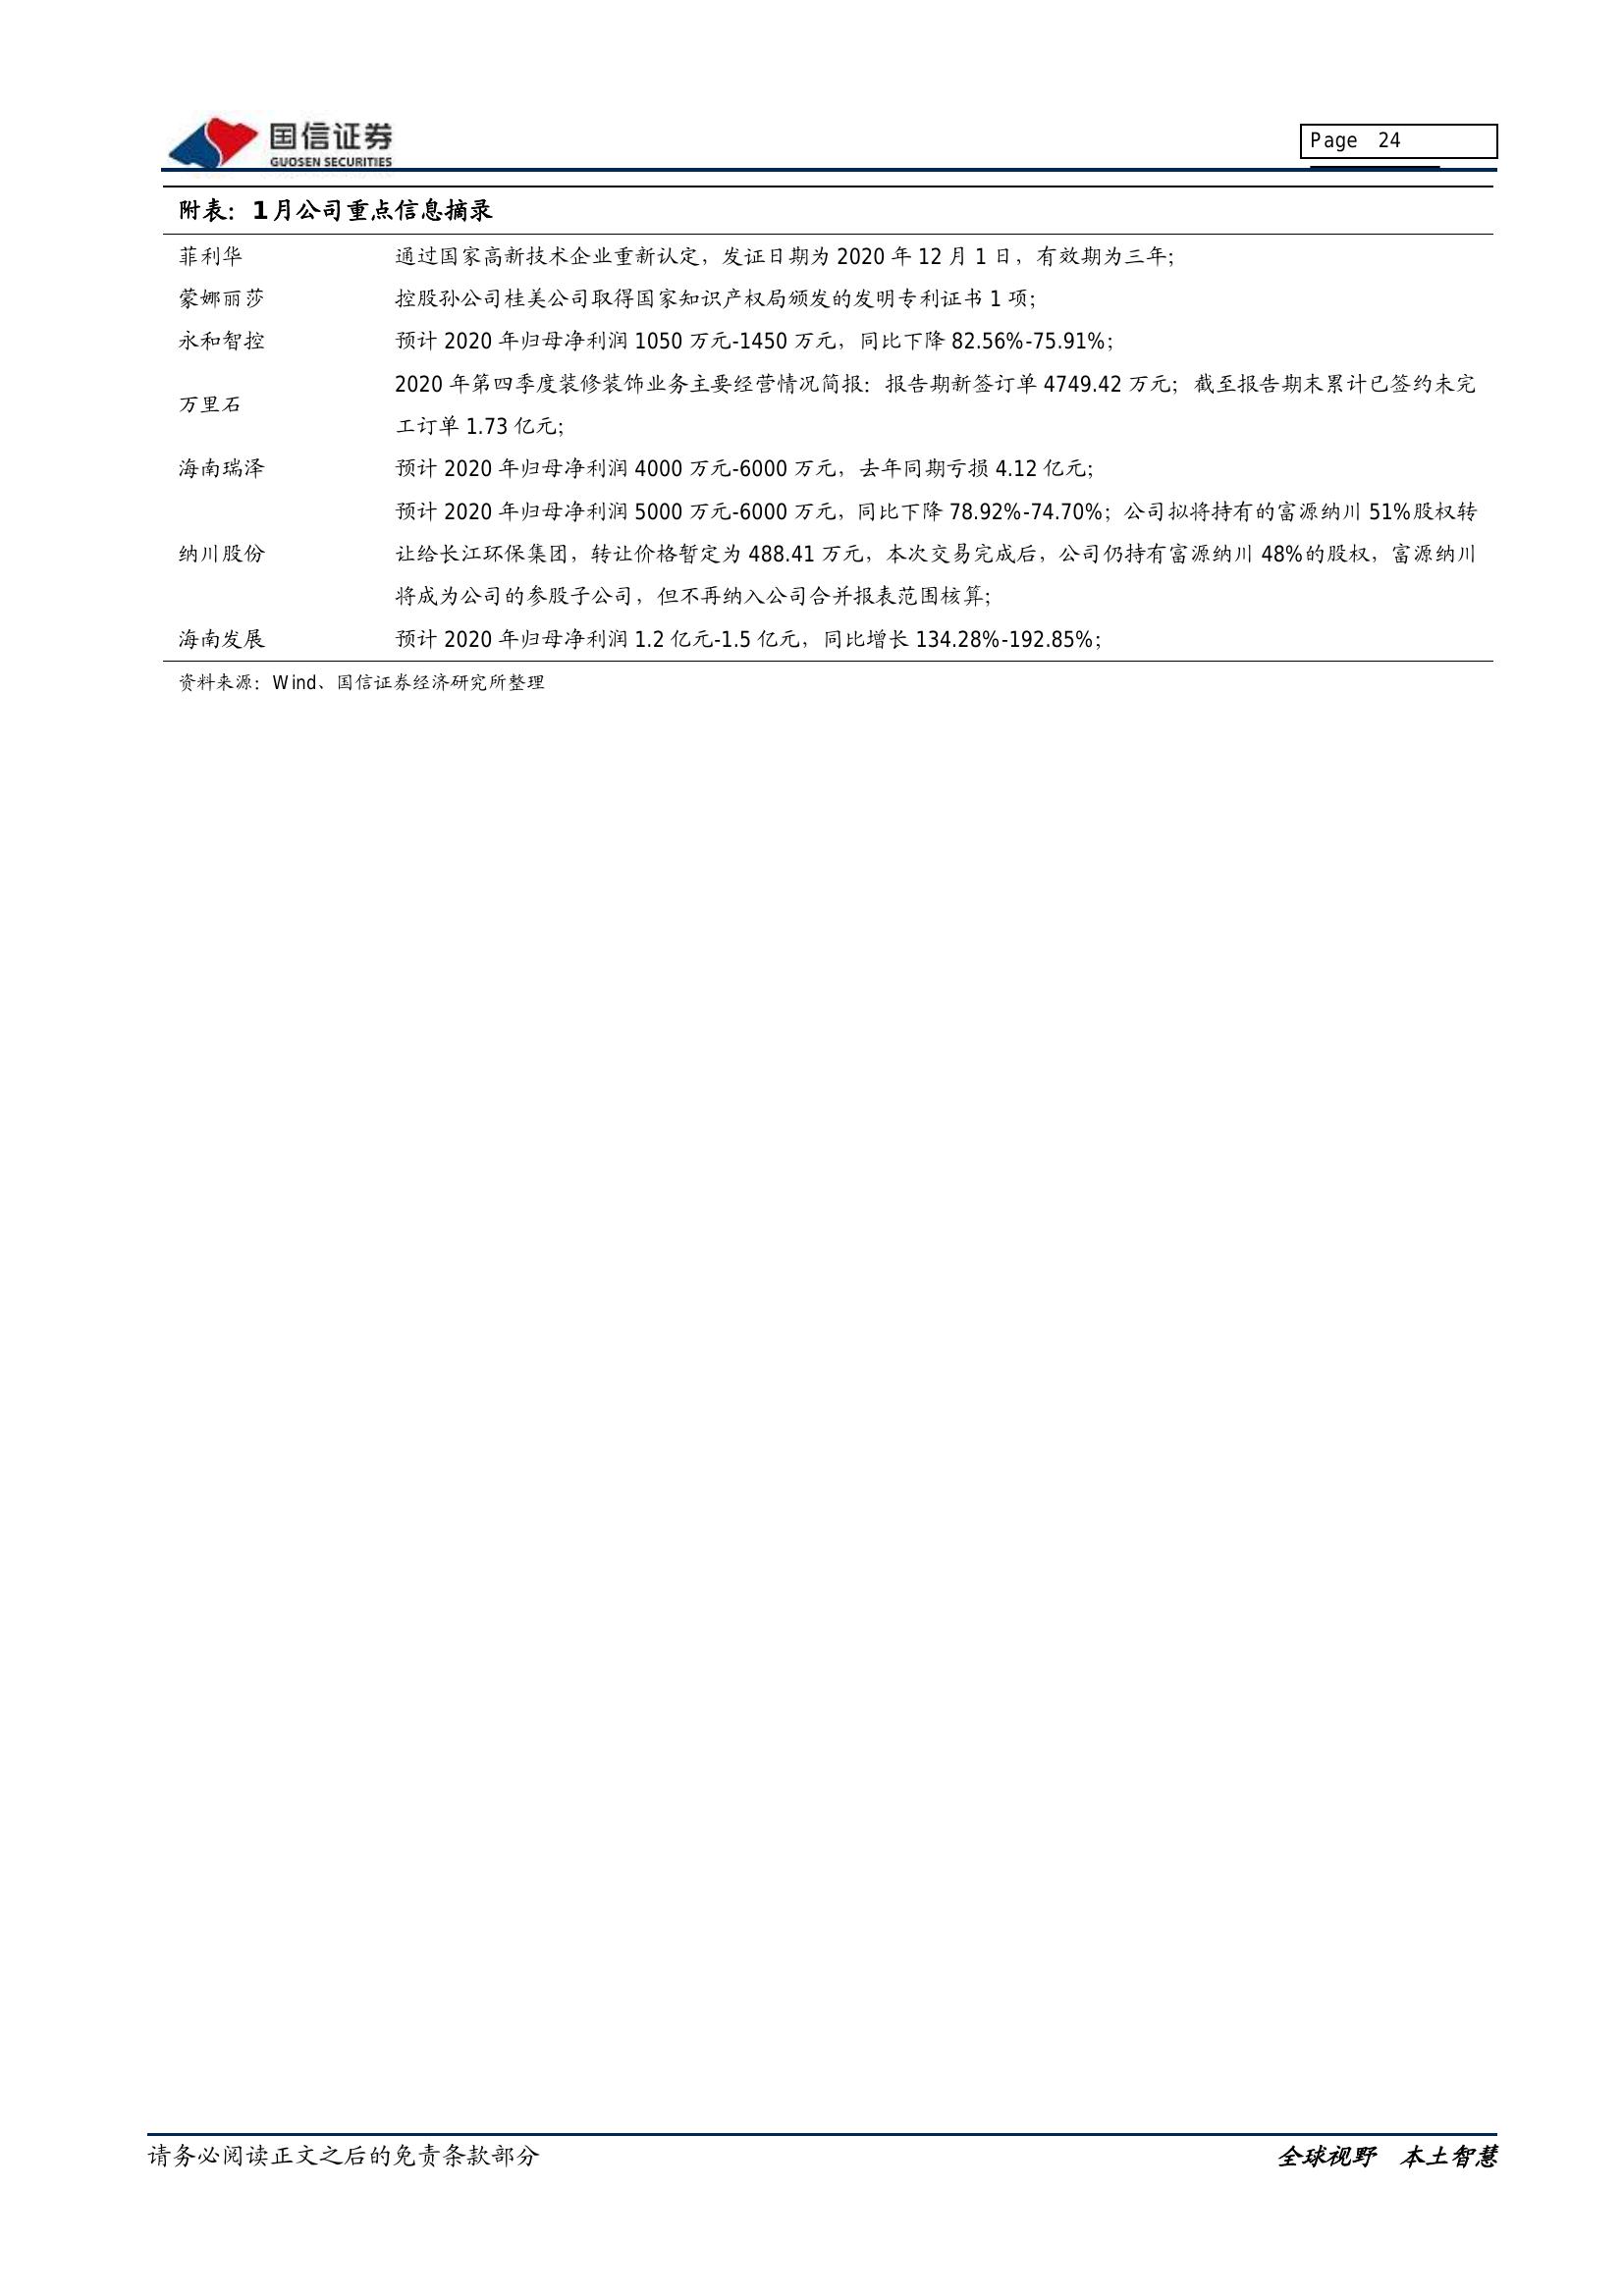 国信证券
GUOSEN SECURITIES
Page 24
附表：1月公司重点信息摘录
菲利华 通过国家高新技术企业重新认定，发证日期为 2020 年 12 月 1 日，有效期为三年；
蒙娜丽莎 控股孙公司桂美公司取得国家知识产权局颁发的发明专利证书 1 项；
永和智控 预计 2020 年归母净利润 1050 万元-1450 万元，同比下降 82.56%-75.91%；
万里石 2020 年第四季度装修装饰业务主要经营情况简报：报告期新签订单 4749.42 万元；截至报告期末累计已签约未完
工订单 1.73 亿元；
海南瑞泽 预计 2020 年归母净利润 4000 万元-6000 万元，去年同期亏损 4.12 亿元；
纳川股份 预计 2020 年归母净利润 5000 万元-6000 万元，同比下降 78.92%-74.70%；公司拟将持有的富源纳川 51%股权转
让给长江环保集团，转让价格暂定为 488.41 万元，本次交易完成后，公司仍持有富源纳川 48%的股权，富源纳川
将成为公司的参股子公司，但不再纳入公司合并报表范围核算；
海南发展 预计 2020 年归母净利润 1.2 亿元-1.5 亿元，同比增长 134.28%-192.85%；
资料来源：Wind、国信证券经济研究所整理
请务必阅读正文之后的免责条款部分
全球视野 本土智慧